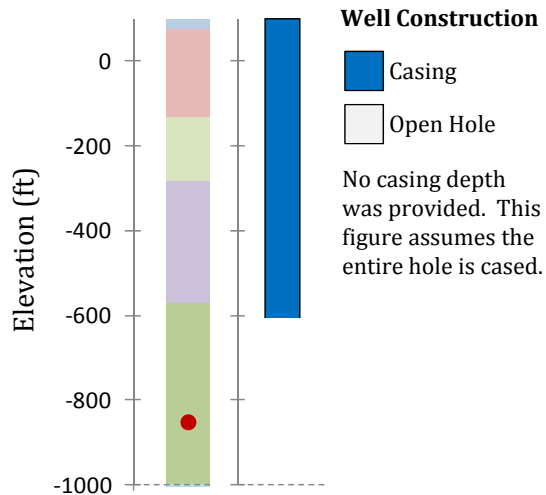 Well Construction
Casing
Open Hole
No casing depth
was provided.  This
figure assumes the
entire hole is cased.
Elevation (ft)
0
-200
-400
-600
-800
-1000